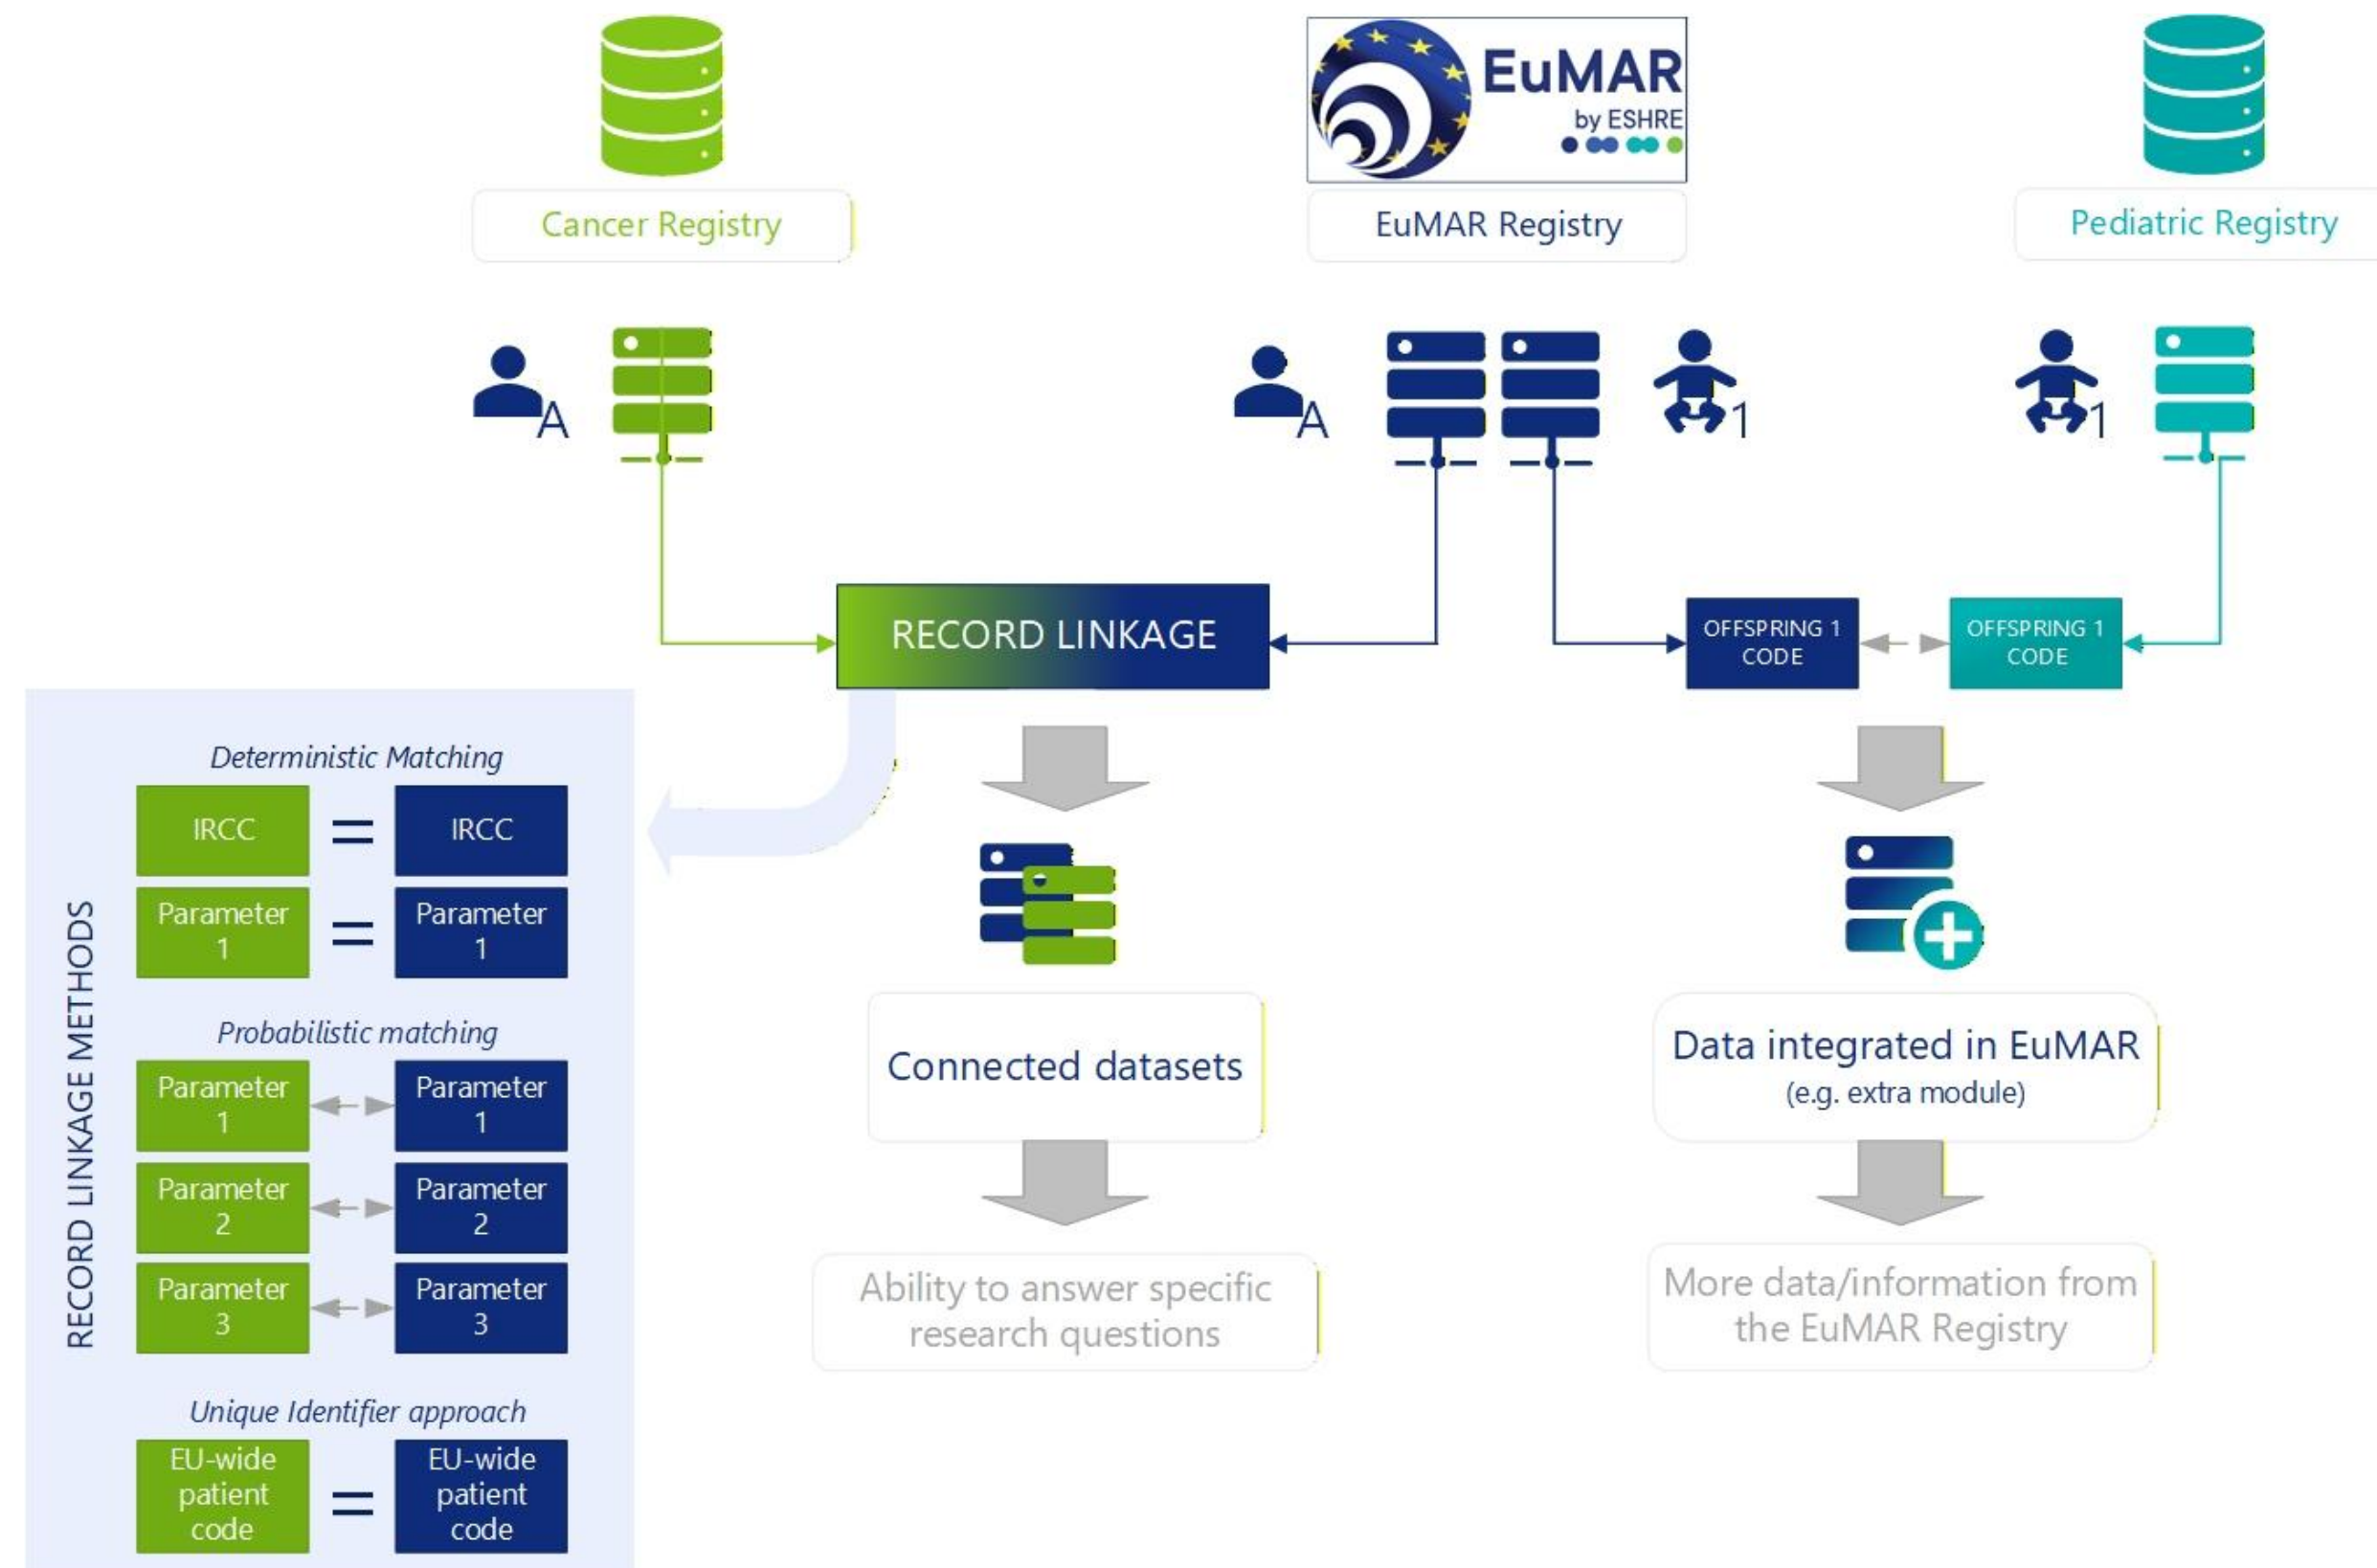 EuMAR
by ESHRE
Cancer Registry
EuMAR Registry
Pediatric Registry
A
A
1
1
RECORD LINKAGE
OFFSPRING 1
CODE
OFFSPRING 1
CODE
RECORD LINKAGE METHODS
Deterministic Matching
IRCC
=
IRCC
Parameter
1
=
Parameter
1
Probabilistic matching
Parameter
1
Parameter
1
Parameter
2
Parameter
2
Parameter
3
Parameter
3
Unique Identifier approach
EU-wide
patient
code
=
EU-wide
patient
code
Connected datasets
Ability to answer specific
research questions
Data integrated in EuMAR
(e.g. extra module)
More data/information from
the EuMAR Registry